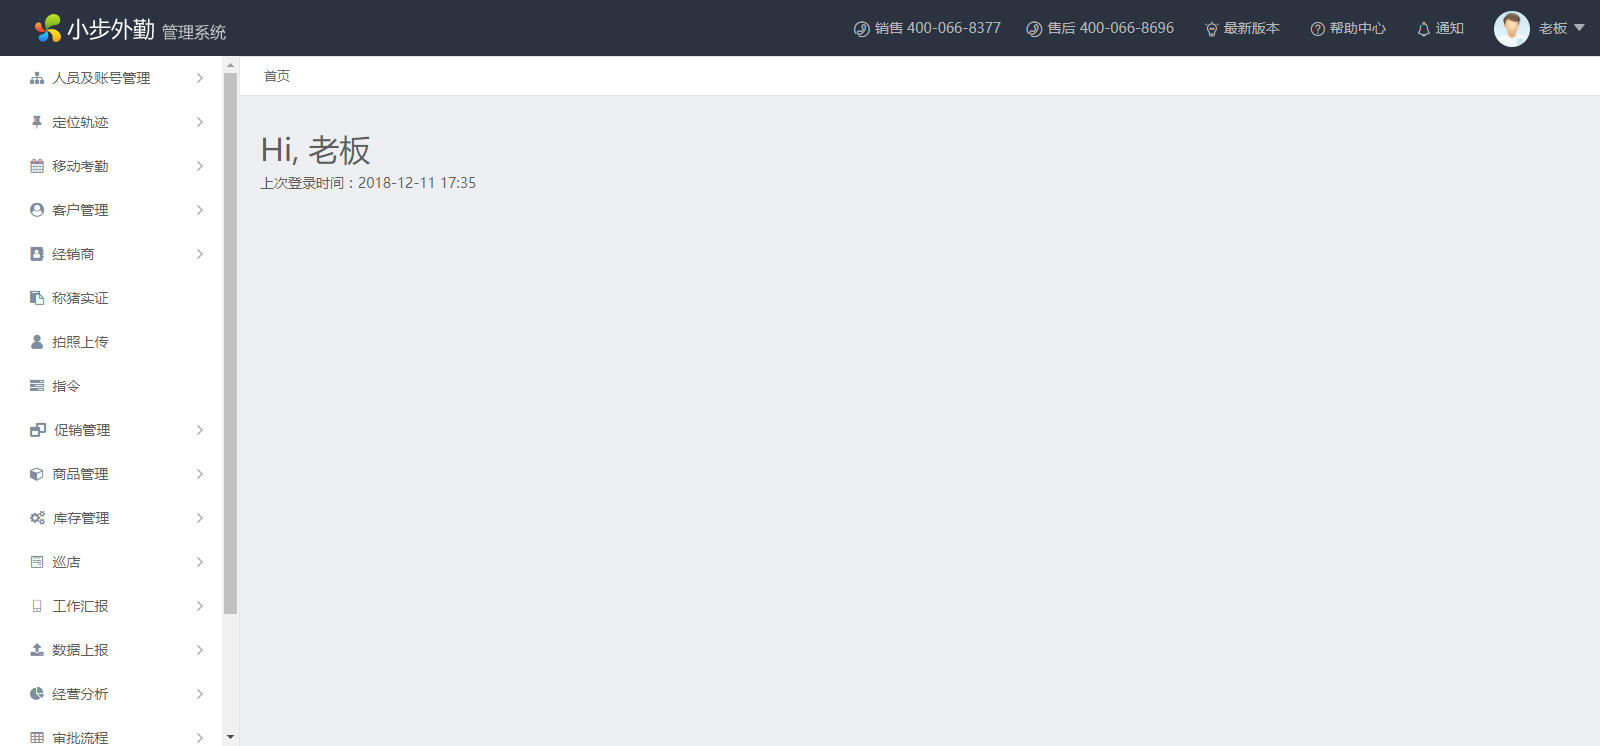 小步外勤 管理系统
销售 400-066-8377
售后 400-066-8696
最新版本
帮助中心
通知
老板
人员及账号管理
定位轨迹
移动考勤
客户管理
经销商
称猪实证
拍照上传
指令
促销管理
商品管理
库存管理
巡店
工作汇报
数据上报
经营分析
审批流程
首页
Hi, 老板
上次登录时间：2018-12-11 17:35